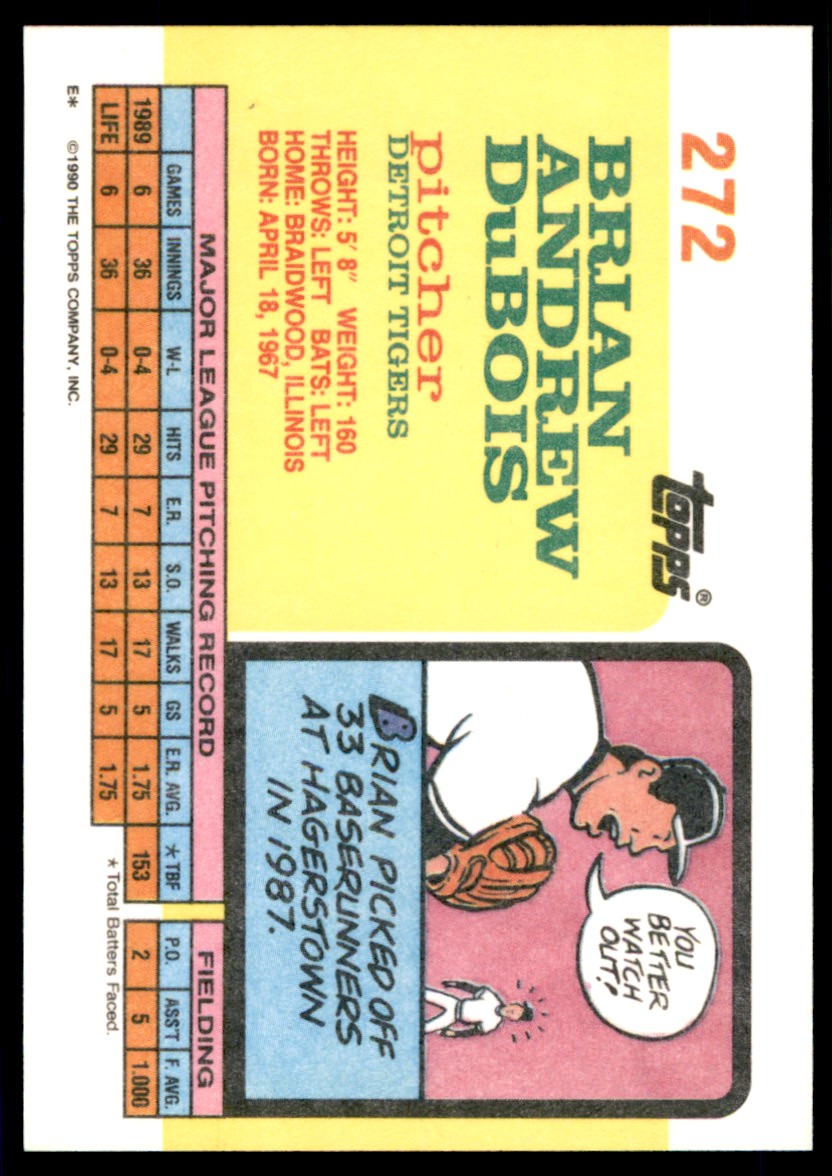 272
topps®
BRIAN
ANDREW
DuBOIS
pitcher
DETROIT TIGERS
HEIGHT: 5' 8" WEIGHT: 160
THROWS: LEFT BATS: LEFT
HOME: BRAIDWOOD, ILLINOIS
BORN: APRIL 18, 1967
YOU
BETTER
WATCH
OUT!
BRIAN PICKED OFF
33 BASERUNNERS
AT HAGERSTOWN
IN 1987.
MAJOR LEAGUE PITCHING RECORD
GAMES INNINGS W-L HITS E.R. S.O. WALKS GS E.R. AVG. *TBF
1989 6 36 0-4 29 7 13 17 5 1.75 153
LIFE 6 36 0-4 29 7 13 17 5 1.75
FIELDING
P.O. ASS'T F. AVG.
2 5 1.000
*Total Batters Faced.
E* ©1990 THE TOPPS COMPANY, INC.